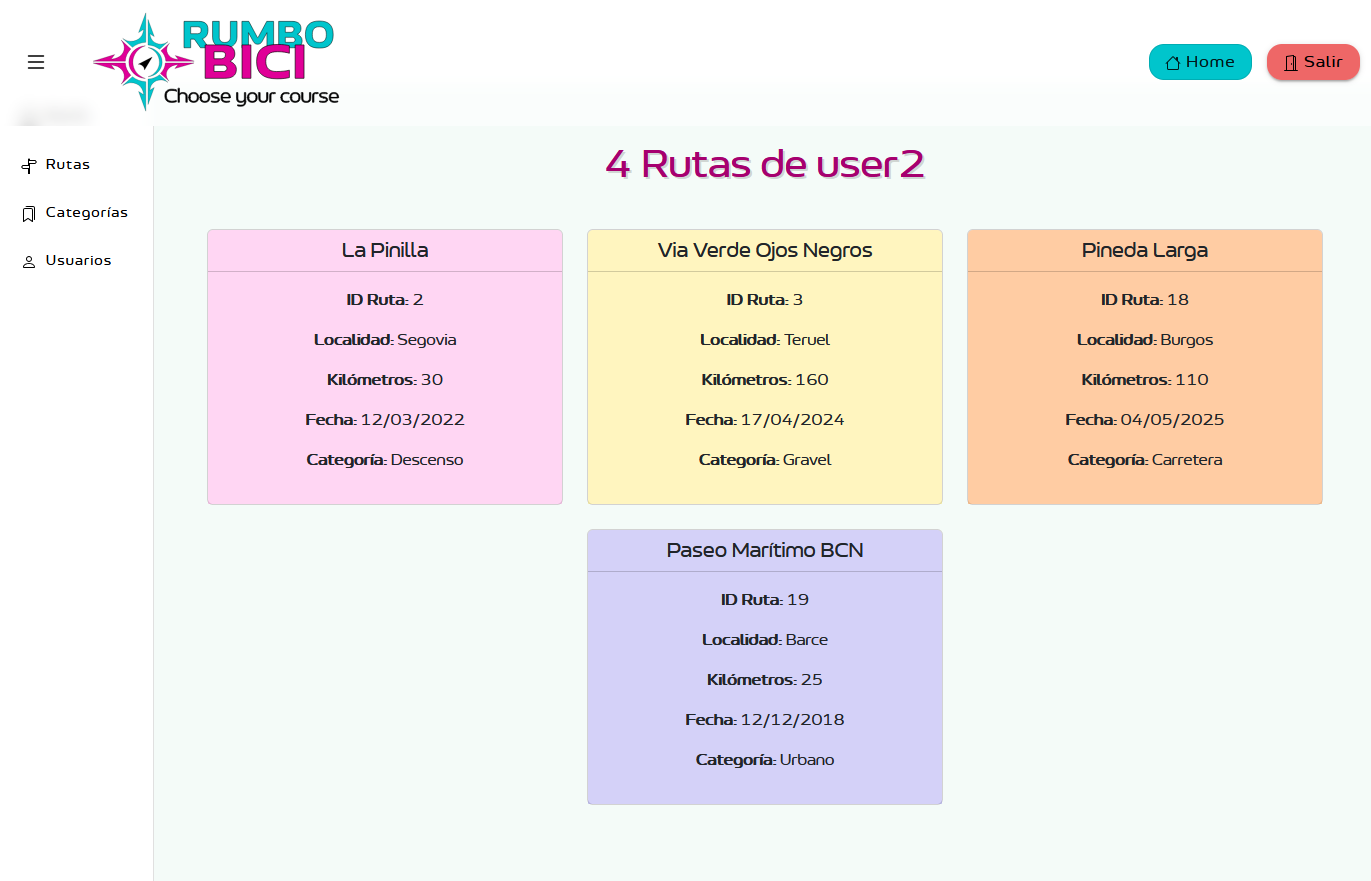 RUMBO
BICI
Choose your course
Home
Salir
Rutas
Categorías
Usuarios
4 Rutas de user2
La Pinilla
ID Ruta: 2
Localidad: Segovia
Kilómetros: 30
Fecha: 12/03/2022
Categoría: Descenso
Via Verde Ojos Negros
ID Ruta: 3
Localidad: Teruel
Kilómetros: 160
Fecha: 17/04/2024
Categoría: Gravel
Pineda Larga
ID Ruta: 18
Localidad: Burgos
Kilómetros: 110
Fecha: 04/05/2025
Categoría: Carretera
Paseo Marítimo BCN
ID Ruta: 19
Localidad: Barce
Kilómetros: 25
Fecha: 12/12/2018
Categoría: Urbano